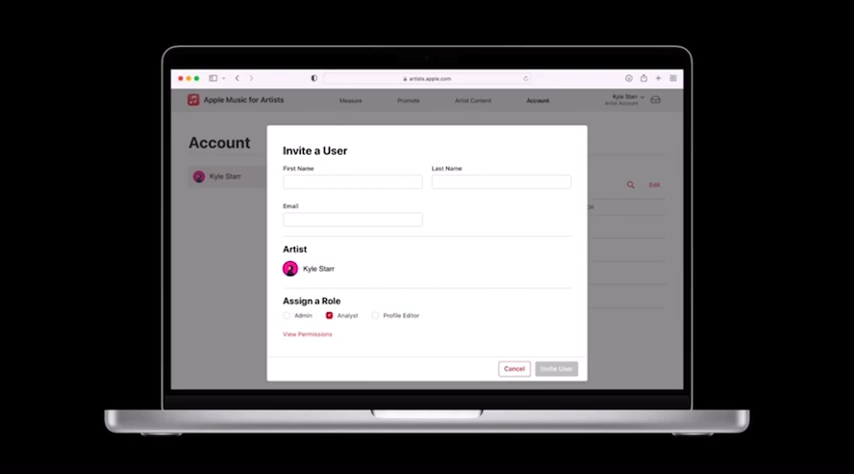 artists.apple.com
Apple Music for Artists
Measure
Promote
Artist Content
Account
Kyle Starr
Artist Account
Account
Kyle Starr
Edit
Invite a User
First Name
Last Name
Email
Artist
Kyle Starr
Assign a Role
Admin
Analyst
Profile Editor
View Permissions
Cancel
Invite User